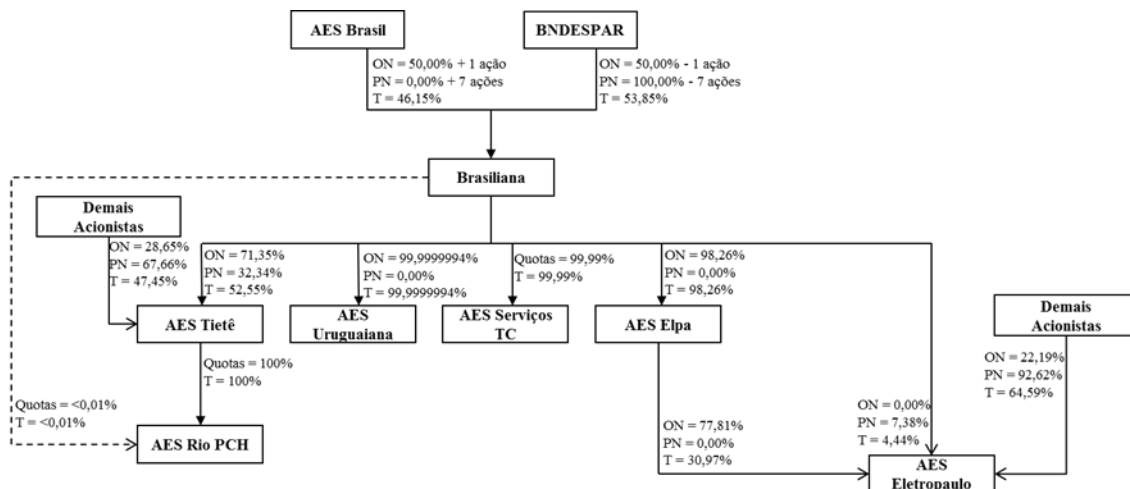 AES Brasil
BNDESPAR
ON = 50,00% + 1 ação
PN = 0,00% + 7 ações
T = 46,15%
ON = 50,00% - 1 ação
PN = 100,00% - 7 ações
T = 53,85%
Brasiliana
Demais
Acionistas
ON = 28,65%
PN = 67,66%
T = 47,45%
ON = 71,35%
PN = 32,34%
T = 52,55%
ON = 99,9999994%
PN = 0,00%
T = 99,9999994%
Quotas = 99,99%
T = 99,99%
ON = 98,26%
PN = 0,00%
T = 98,26%
AES Tietê
AES
Uruguaiana
AES Serviços
TC
AES Elpa
Demais
Acionistas
Quotas = 100%
T = 100%
ON = 22,19%
PN = 92,62%
T = 64,59%
Quotas = <0,01%
T = <0,01%
AES Rio PCH
ON = 77,81%
PN = 0,00%
T = 30,97%
ON = 0,00%
PN = 7,38%
T = 4,44%
AES
Eletropaulo